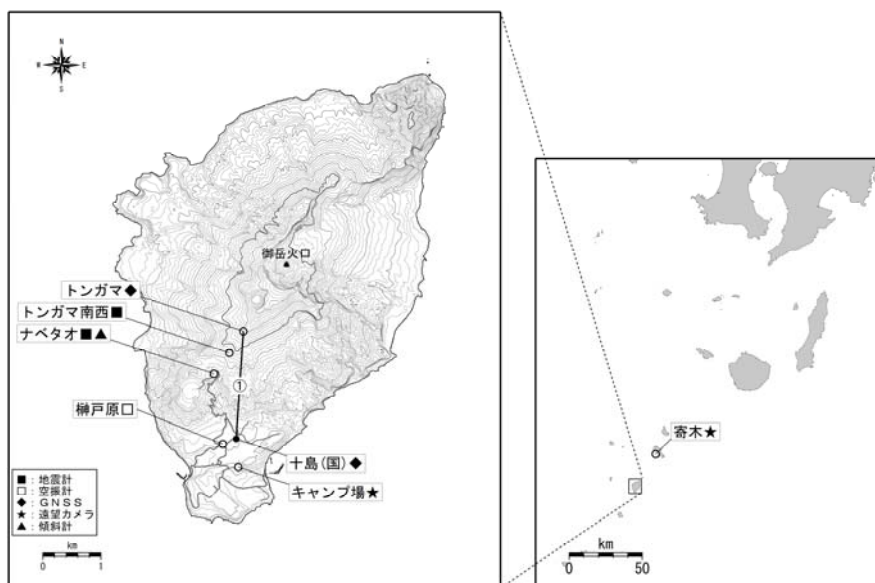 N
W E
S
御岳火口
トンガマ◆
トンガマ南西■
ナベタオ■▲
①
榊戸原□
十島(国)◆
キャンプ場★
■：地震計
□：空振計
◆：GNSS
★：遠望カメラ
▲：傾斜計
km
0 1
寄木★
km
0 50